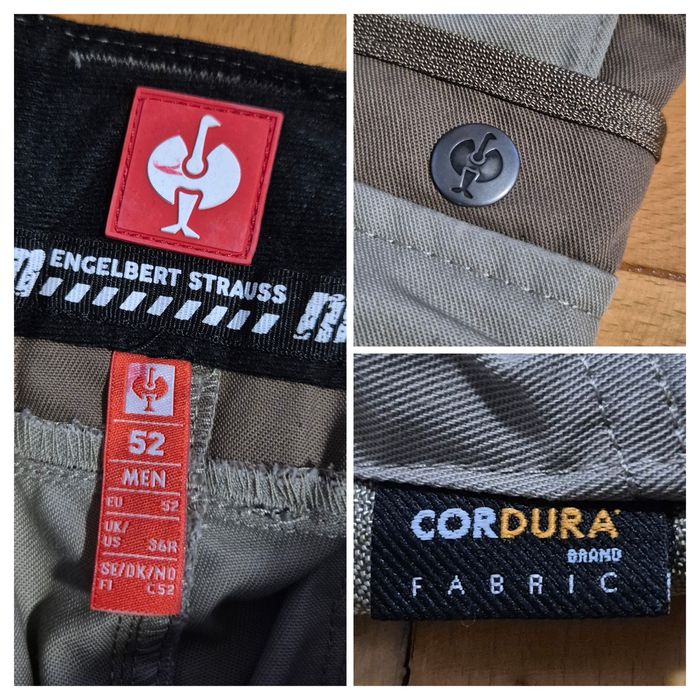 ENGELBERT STRAUSS
52
MEN
EU 52
UK/
US 36R
SE/DK/NO
FI C52
CORDURA
BRAND
FABRIC